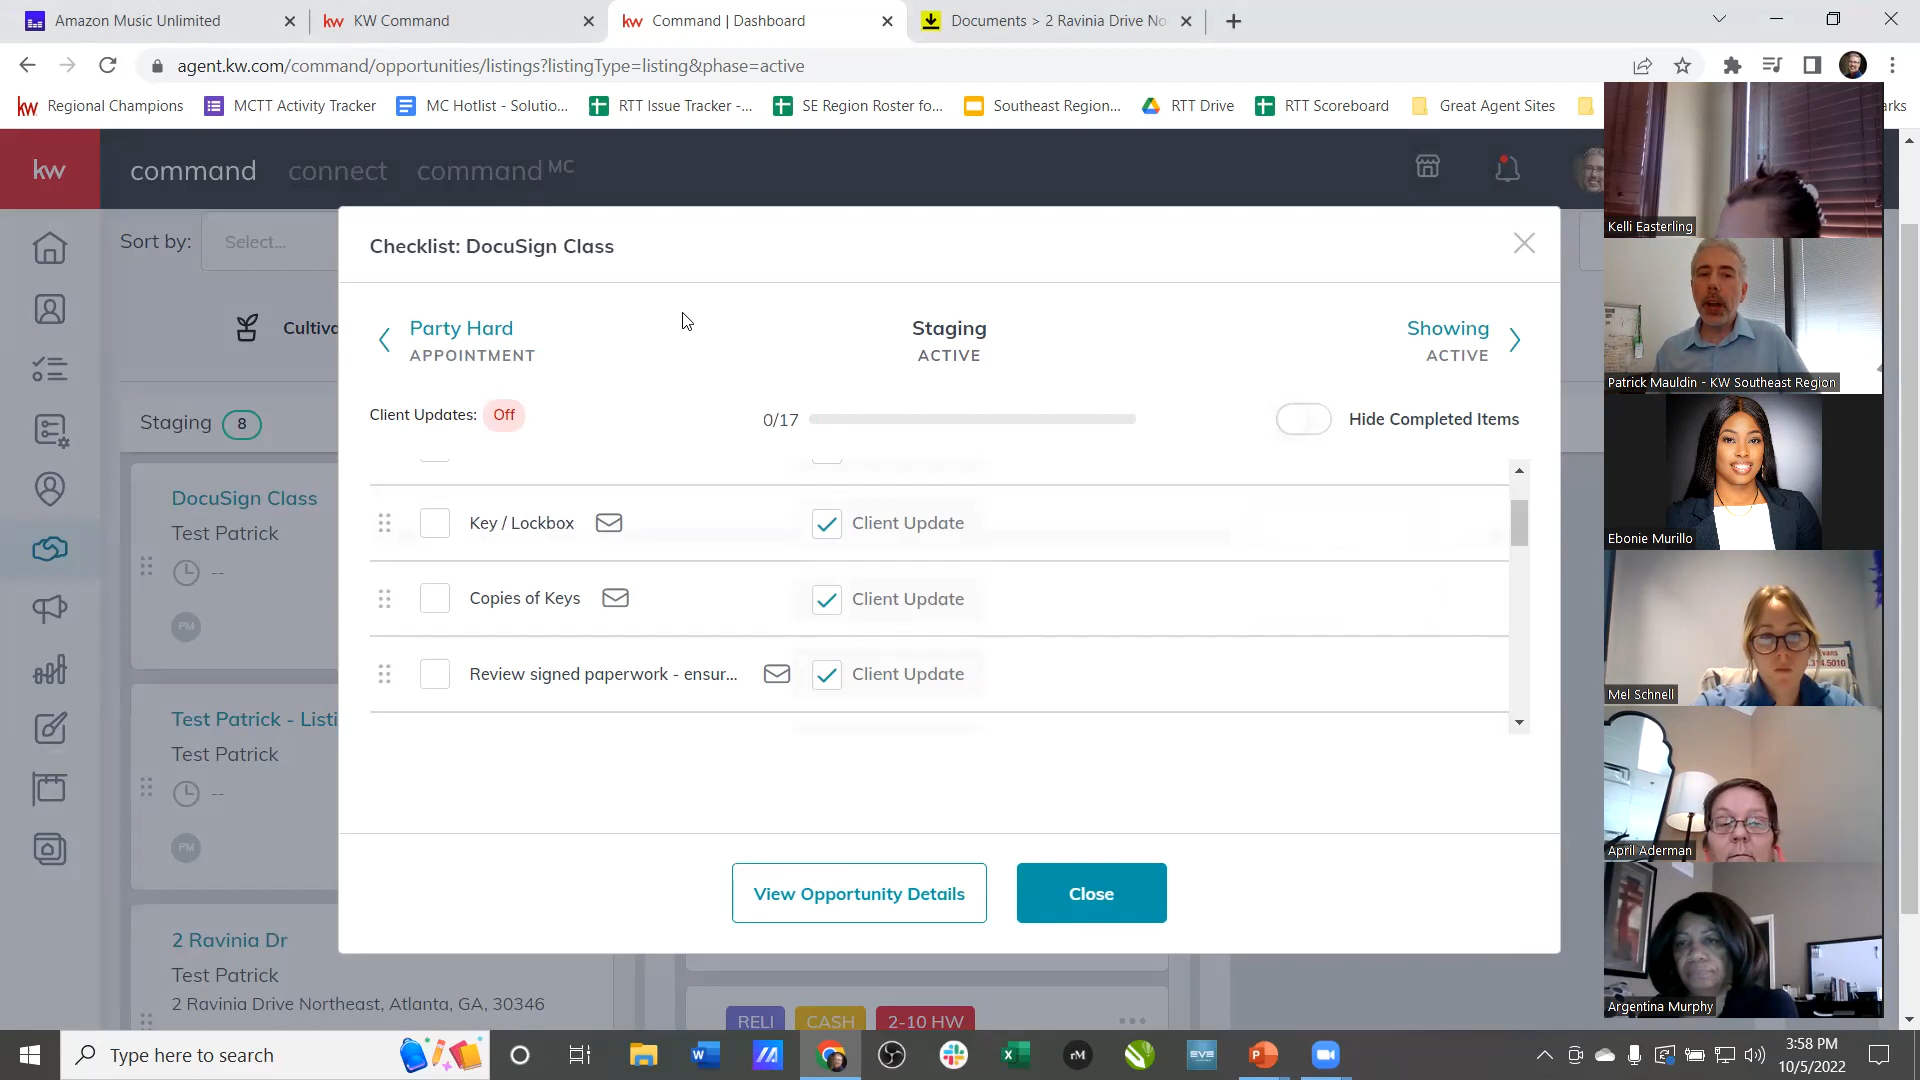 Amazon Music Unlimited
KW Command
Command | Dashboard
Documents > 2 Ravinia Drive No
agent.kw.com/command/opportunities/listings?listingType=listing&phase=active
kw Regional Champions
MCTT Activity Tracker
MC Hotlist - Solutio...
RTT Issue Tracker -...
SE Region Roster fo...
Southeast Region...
RTT Drive
RTT Scoreboard
Great Agent Sites
arks
kw
command connect command MC
Sort by: Select...
Cultiva
Staging 8
DocuSign Class
Test Patrick
--
PM
Test Patrick - Listi
Test Patrick
--
PM
2 Ravinia Dr
Test Patrick
2 Ravinia Drive Northeast, Atlanta, GA, 30346
Checklist: DocuSign Class
Party Hard
APPOINTMENT
Staging
ACTIVE
Showing
ACTIVE
Client Updates: Off
0/17
Hide Completed Items
Key / Lockbox
Client Update
Copies of Keys
Client Update
Review signed paperwork - ensur...
Client Update
View Opportunity Details
Close
RELI CASH 2-10 HW
Kelli Easterling
Patrick Mauldin - KW Southeast Region
Ebonie Murillo
Mel Schnell
April Aderman
Argentina Murphy
Type here to search
3:58 PM
10/5/2022